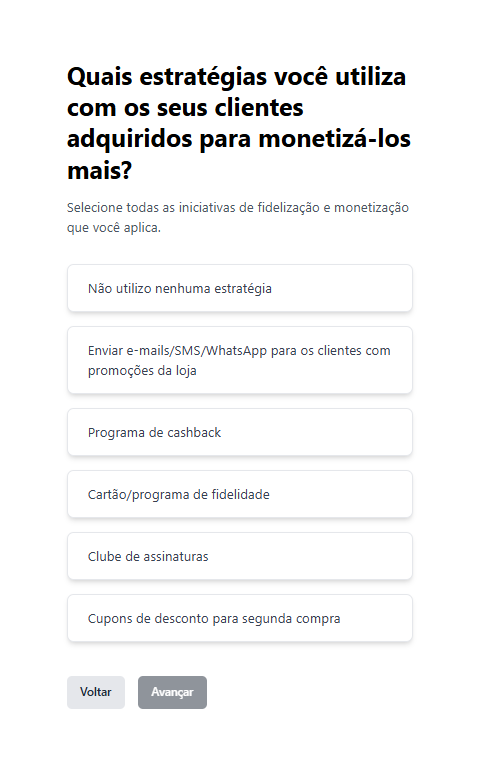 Quais estratégias você utiliza
com os seus clientes
adquiridos para monetizá-los
mais?
Selecione todas as iniciativas de fidelização e monetização
que você aplica.
Não utilizo nenhuma estratégia
Enviar e-mails/SMS/WhatsApp para os clientes com
promoções da loja
Programa de cashback
Cartão/programa de fidelidade
Clube de assinaturas
Cupons de desconto para segunda compra
Voltar
Avançar